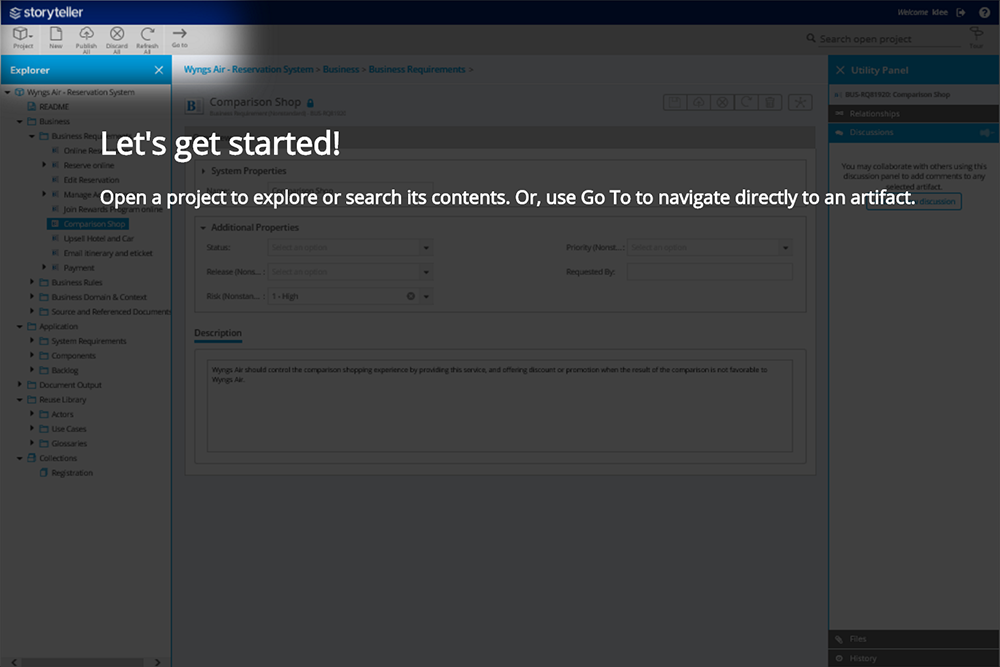 storyteller
Welcome klee
Project
New
Publish All
Discard All
Refresh All
Go to
Search open project
Tour
Explorer
Wyngs Air - Reservation System > Business > Business Requirements >
Utility Panel
Wyngs Air - Reservation System
README
Business
Business Requirements
Online
Reserve online
Edit Reservation
Join Rewards Program online
Comparison Shop
Upsell Hotel and Car
Email itinerary and eticket
Payment
Business Rules
Business Domain & Context
Source and Referenced Documents
Application
System Requirements
Components
Backlog
Document Output
Reuse Library
Actors
Use Cases
Glossaries
Collections
Registration
Comparison Shop
Let's get started!
System Properties
Comparison Shop
Open a project to explore or search its contents. Or, use Go To to navigate directly to an artifact.
Additional Properties
Status:
Select an option
Priority (Nonst...:
Select an option
Release (Nons... :
Select an option
Requested By:
Risk (Nonstan... :
1 - High
Description
Wyngs Air should control the comparison shopping experience by providing this service, and offering discount or promotion when the result of the comparison is not favorable to
Wyngs Air.
BUS-RQ81920: Comparison Shop
Relationships
Discussions
You may collaborate with others using this
discussion panel to add comments to any
selected artifact.
discussion
Files
History